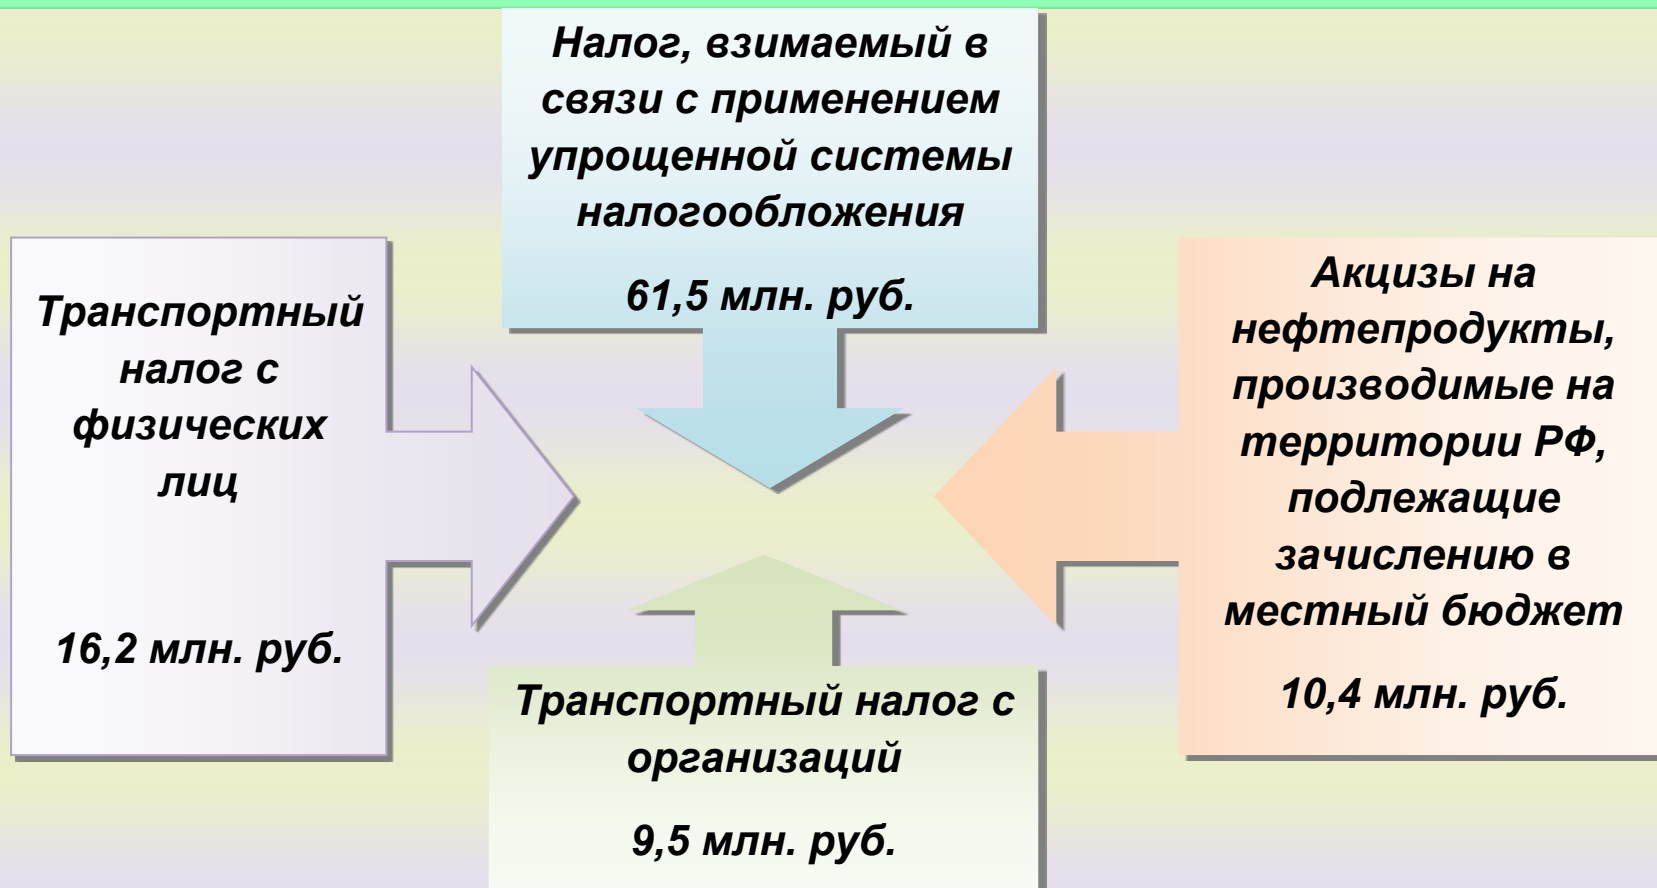 Налог, взимаемый в
связи с применением
упрощенной системы
налогообложения
61,5 млн. руб.
Транспортный
налог с
физических
лиц
16,2 млн. руб.
Акцизы на
нефтепродукты,
производимые на
территории РФ,
подлежащие
зачислению в
местный бюджет
10,4 млн. руб.
Транспортный налог с
организаций
9,5 млн. руб.